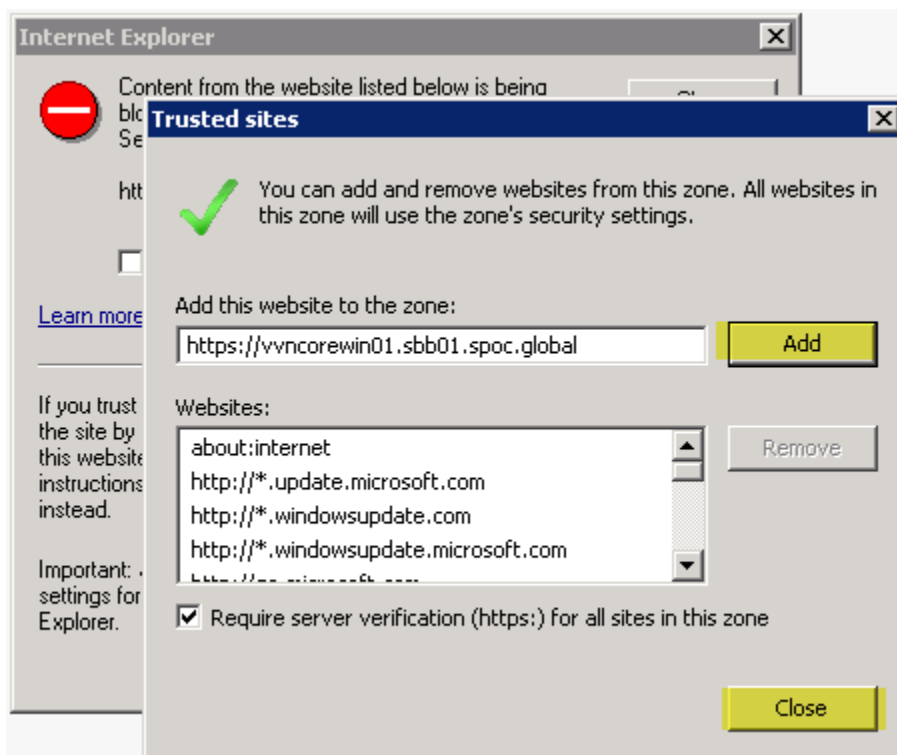 Internet Explorer
Content from the website listed below is being
Trusted sites
You can add and remove websites from this zone. All websites in
this zone will use the zone's security settings.
Add this website to the zone:
https://vvncorewin01.sbb01.spoc.global
Add
Learn more
Websites:
about:internet
http://*.update.microsoft.com
http://*.windowsupdate.com
http://*.windowsupdate.microsoft.com
Remove
If you trust
the site by
this website
instructions
instead.
Require server verification (https:) for all sites in this zone
Important:
settings for
Explorer.
Close